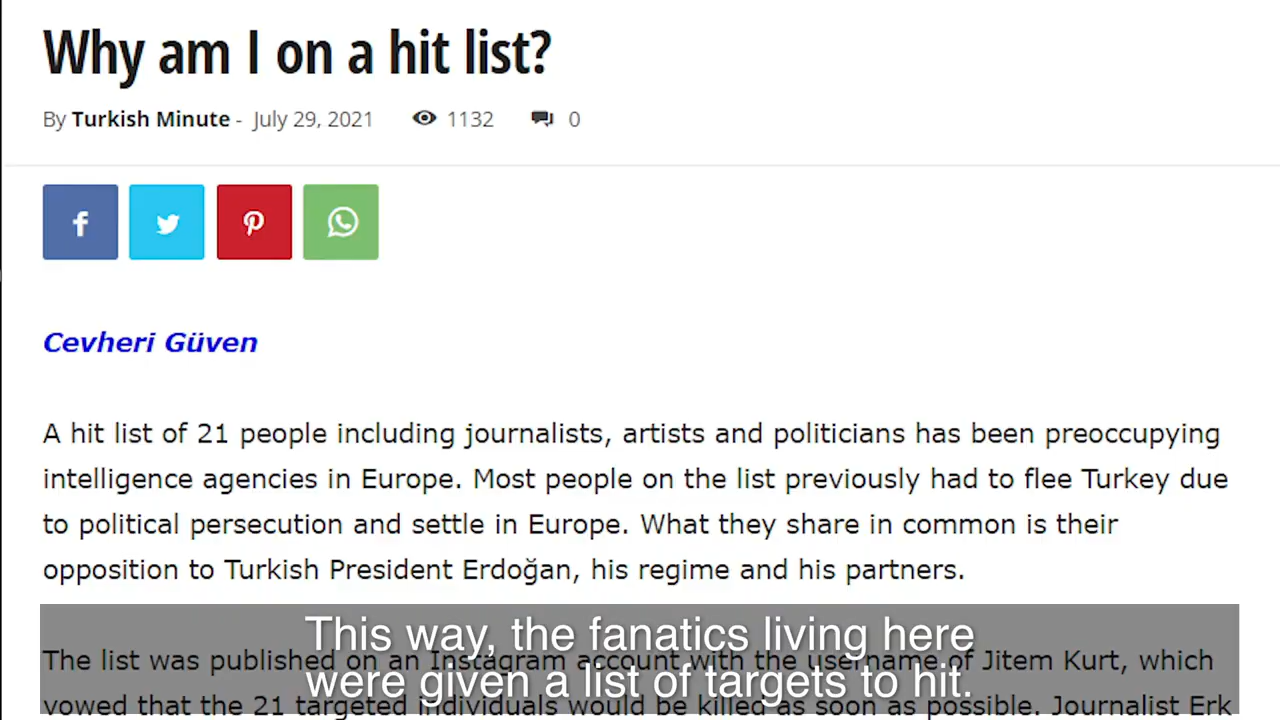 Why am I on a hit list?
By Turkish Minute - July 29, 2021 1132 0
Cevheri Güven
A hit list of 21 people including journalists, artists and politicians has been preoccupying
intelligence agencies in Europe. Most people on the list previously had to flee Turkey due
to political persecution and settle in Europe. What they share in common is their
opposition to Turkish President Erdoğan, his regime and his partners.
The list was published on an Instagram account with the username of Jitem Kurt, which
vowed that the 21 targeted individuals would be killed as soon as possible. Journalist Erk
This way, the fanatics living here
were given a list of targets to hit.